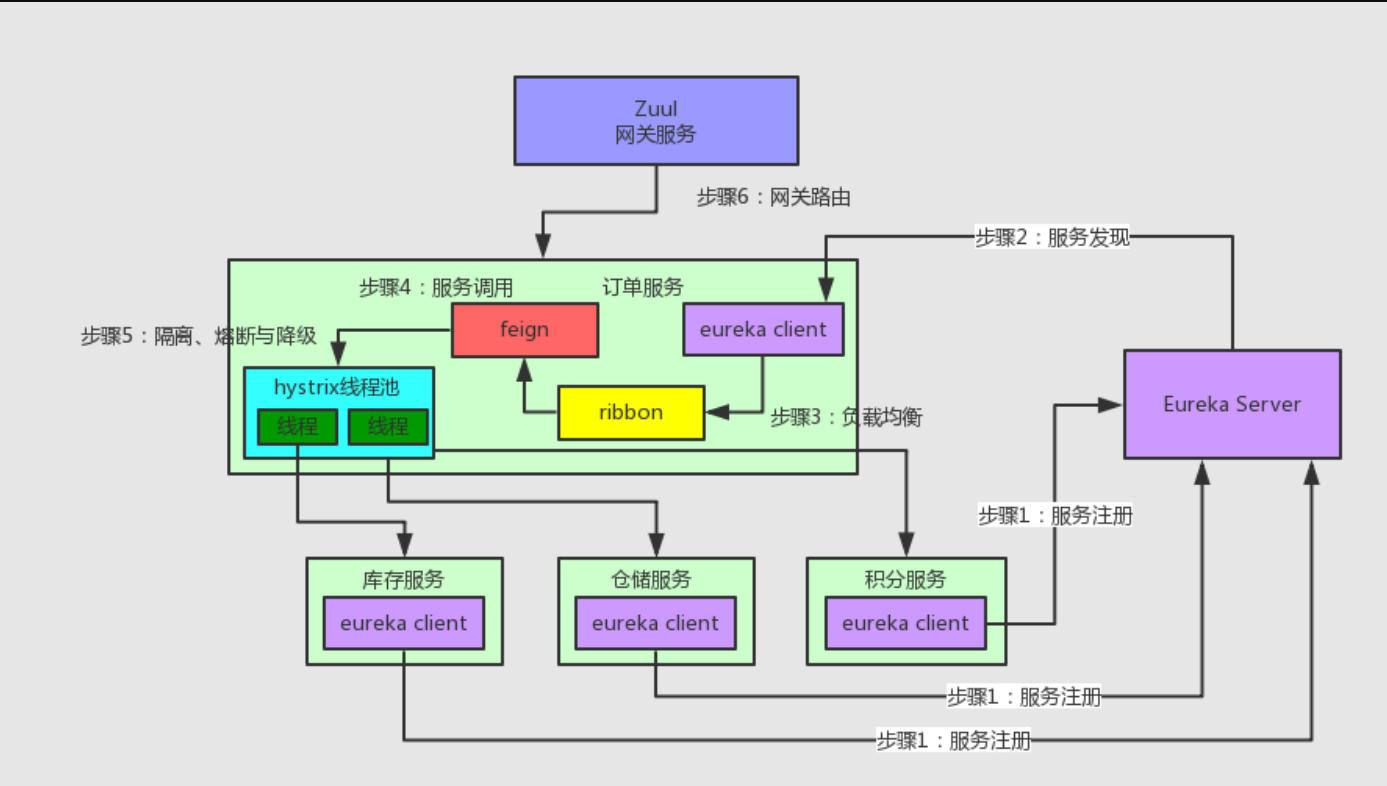 Zuul
网关服务
步骤6：网关路由
步骤2：服务发现
步骤4：服务调用
订单服务
feign
eureka client
步骤5：隔离、熔断与降级
hystrix线程池
线程
线程
ribbon
步骤3：负载均衡
Eureka Server
步骤1：服务注册
库存服务
eureka client
仓储服务
eureka client
积分服务
eureka client
步骤1：服务注册
步骤1：服务注册